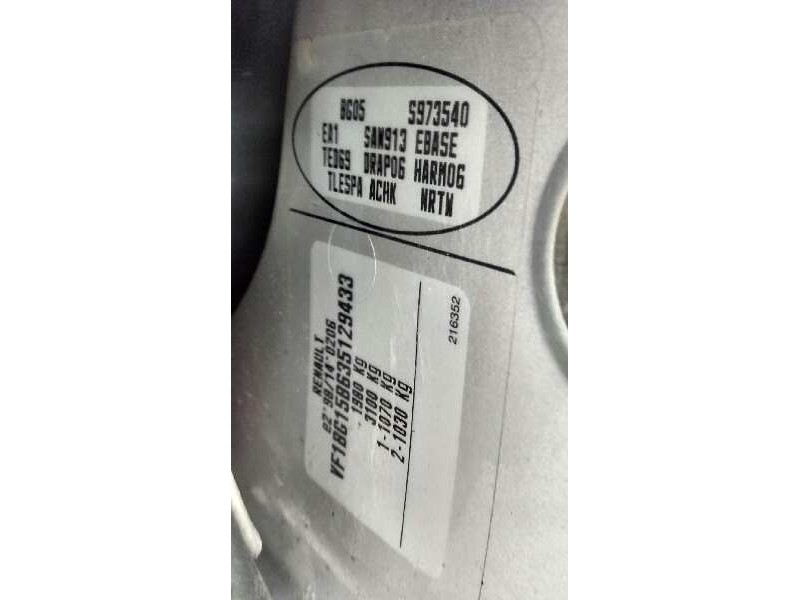 BG05 S973540
EA1 SAN913 EBASE
TED69 DRAP06 HARM06
TLESPA ACHK NRTW
RENAULT
e2*98/14*0206
VF1BG15B635129433
- 1980 Kg
3100 Kg
1-1070 Kg
2-1030 Kg
216352